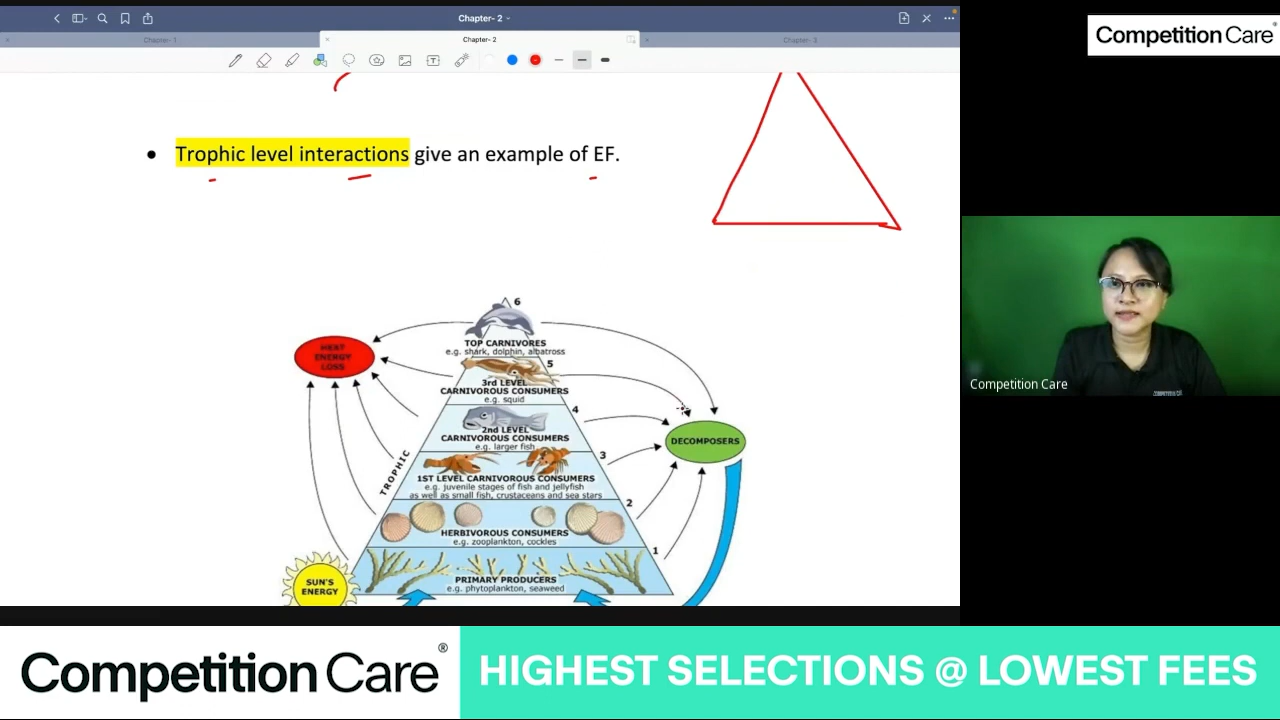 Chapter- 2
Chapter- 1
Chapter- 2
Chapter- 3
Competition Care®
• Trophic level interactions give an example of EF.
6
TOP CARNIVORES
e.g. shark, dolphin, albatross
HEAT
ENERGY
LOSS
5
3rd LEVEL
CARNIVOROUS CONSUMERS
e.g. squid
4
2nd LEVEL
CARNIVOROUS CONSUMERS
e.g. larger fish
DECOMPOSERS
3
TROPHIC
1ST LEVEL CARNIVOROUS CONSUMERS
e.g. juvenile stages of fish and jellyfish
as well as small fish, crustaceans and sea stars
2
HERBIVOROUS CONSUMERS
e.g. zooplankton, cockles
1
PRIMARY PRODUCERS
e.g. phytoplankton, seaweed
SUN'S
ENERGY
Competition Care
Competition Care®
HIGHEST SELECTIONS @ LOWEST FEES